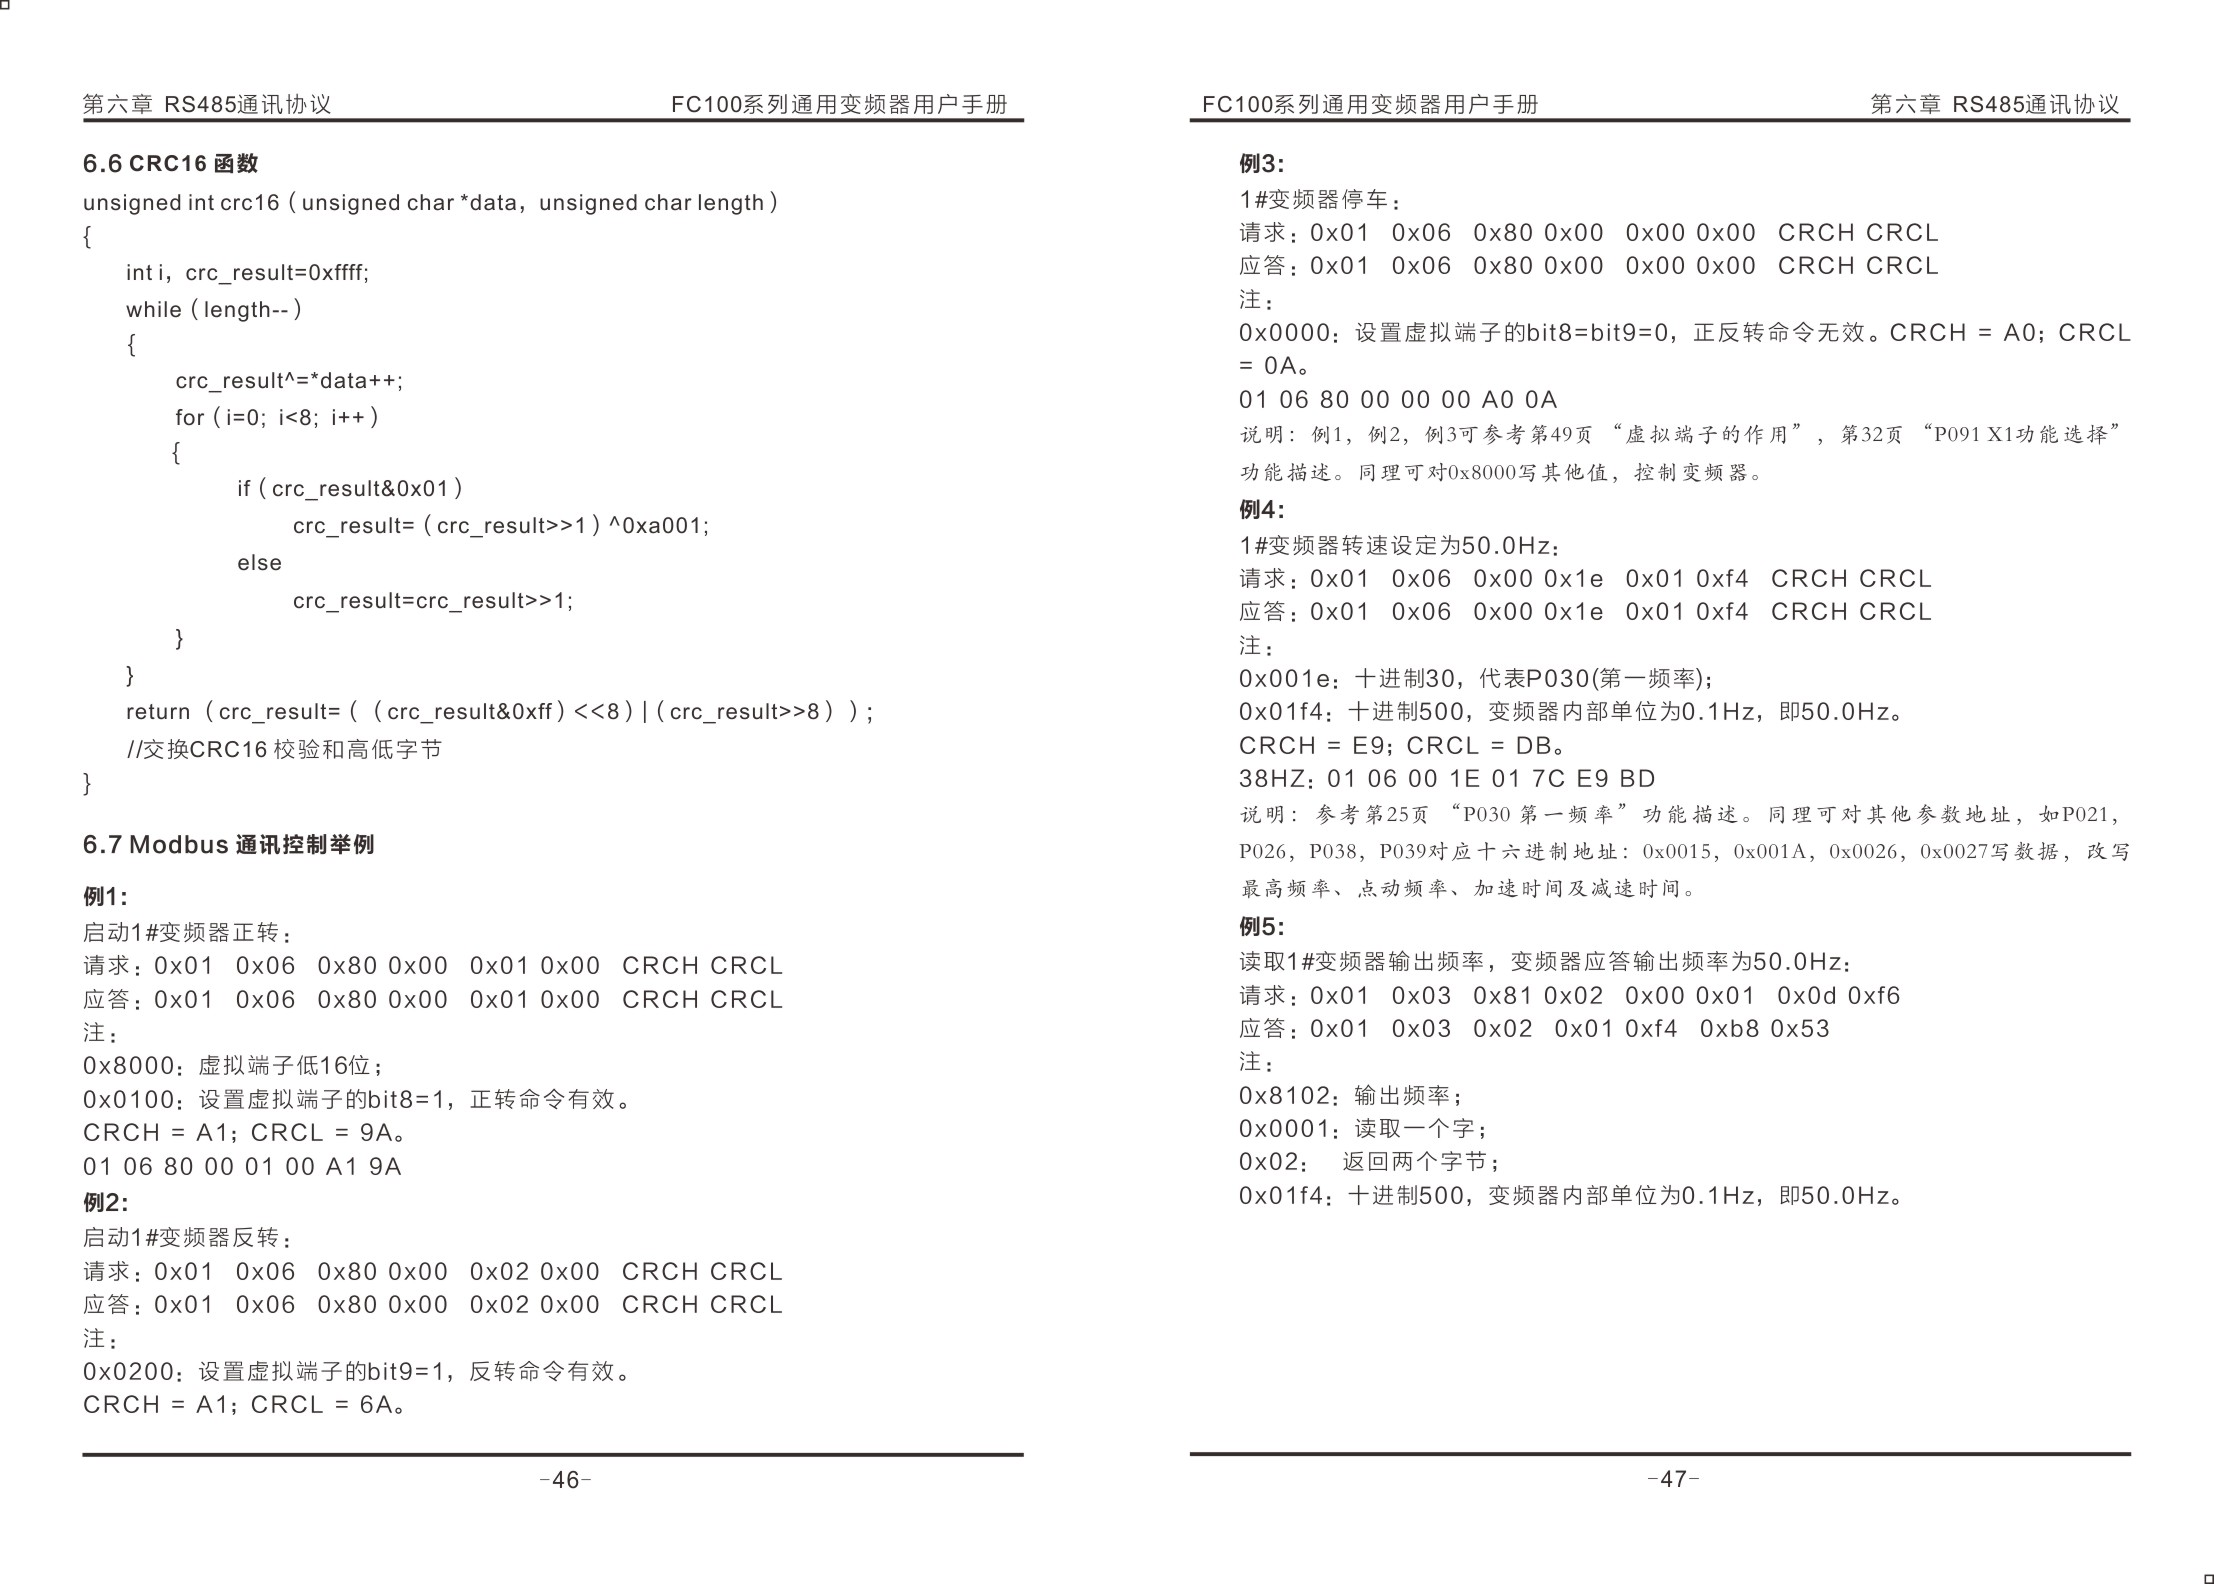 第六章 RS485通讯协议 FC100系列通用变频器用户手册
6.6 CRC16 函数
unsigned int crc16（unsigned char *data，unsigned char length）
{
int i，crc_result=0xffff;
while（length--）
{
crc_result^=*data++;
for（i=0; i<8; i++）
{
if（crc_result&0x01）
crc_result=（crc_result>>1）^0xa001;
else
crc_result=crc_result>>1;
}
}
return（crc_result=（（crc_result&0xff）<<8）|（crc_result>>8））;
//交换CRC16 校验和高低字节
}
6.7 Modbus 通讯控制举例
例1:
启动1#变频器正转：
请求：0x01 0x06 0x80 0x00 0x01 0x00 CRCH CRCL
应答：0x01 0x06 0x80 0x00 0x01 0x00 CRCH CRCL
注：
0x8000：虚拟端子低16位；
0x0100：设置虚拟端子的bit8=1，正转命令有效。
CRCH = A1；CRCL = 9A。
01 06 80 00 01 00 A1 9A
例2:
启动1#变频器反转：
请求：0x01 0x06 0x80 0x00 0x02 0x00 CRCH CRCL
应答：0x01 0x06 0x80 0x00 0x02 0x00 CRCH CRCL
注：
0x0200：设置虚拟端子的bit9=1，反转命令有效。
CRCH = A1；CRCL = 6A。
-46-
FC100系列通用变频器用户手册 第六章 RS485通讯协议
例3:
1#变频器停车：
请求：0x01 0x06 0x80 0x00 0x00 0x00 CRCH CRCL
应答：0x01 0x06 0x80 0x00 0x00 0x00 CRCH CRCL
注：
0x0000：设置虚拟端子的bit8=bit9=0，正反转命令无效。CRCH = A0；CRCL
= 0A。
01 06 80 00 00 00 A0 0A
说明：例1，例2，例3可参考第49页“虚拟端子的作用”，第32页“P091 X1功能选择”
功能描述。同理可对0x8000写其他值，控制变频器。
例4:
1#变频器转速设定为50.0Hz：
请求：0x01 0x06 0x00 0x1e 0x01 0xf4 CRCH CRCL
应答：0x01 0x06 0x00 0x1e 0x01 0xf4 CRCH CRCL
注：
0x001e：十进制30，代表P030(第一频率)；
0x01f4：十进制500，变频器内部单位为0.1Hz，即50.0Hz。
CRCH = E9；CRCL = DB。
38HZ：01 06 00 1E 01 7C E9 BD
说明：参考第25页“P030 第一频率”功能描述。同理可对其他参数地址，如P021，
P026，P038，P039对应十六进制地址：0x0015，0x001A，0x0026，0x0027写数据，改写
最高频率、点动频率、加速时间及减速时间。
例5:
读取1#变频器输出频率，变频器应答输出频率为50.0Hz：
请求：0x01 0x03 0x81 0x02 0x00 0x01 0x0d 0xf6
应答：0x01 0x03 0x02 0x01 0xf4 0xb8 0x53
注：
0x8102：输出频率；
0x0001：读取一个字；
0x02： 返回两个字节；
0x01f4：十进制500，变频器内部单位为0.1Hz，即50.0Hz。
-47-